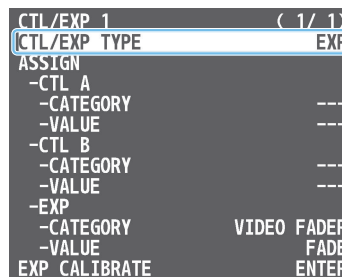 CTL/EXP 1 ( 1/ 1)
CTL/EXP TYPE EXP
ASSIGN
-CTL A
-CATEGORY ---
-VALUE ---
-CTL B
-CATEGORY ---
-VALUE ---
-EXP
-CATEGORY VIDEO FADER
-VALUE FADE
EXP CALIBRATE ENTER